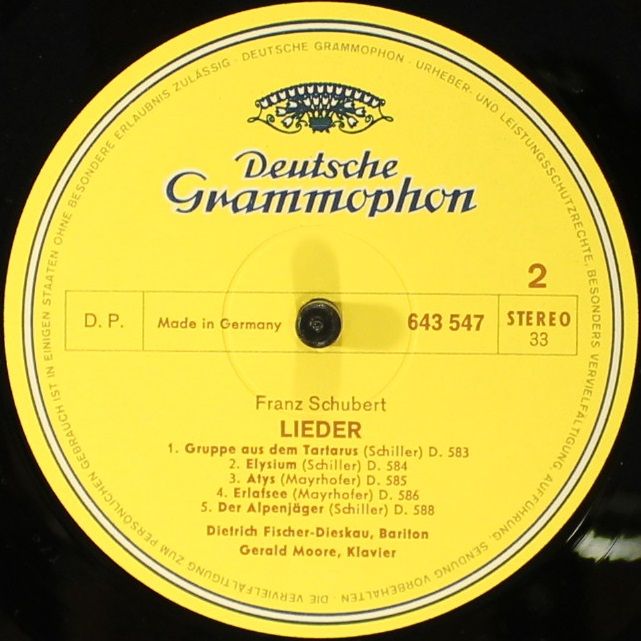 DEUTSCHE GRAMMOPHON · URHEBER- UND LEISTUNGSSCHUTZRECHTE, BESONDERS VERVIELFÄLTIGUNG, AUFFÜHRUNG, SENDUNG VORBEHALTEN · DIE VERVIELFÄLTIGUNG ZUM PERSÖNLICHEN GEBRAUCH IST IN EINIGEN STAATEN OHNE BESONDERE ERLAUBNIS ZULÄSSIG ·
Deutsche
Grammophon
2
D. P.
Made in Germany
643 547
STEREO
33
Franz Schubert
LIEDER
1. Gruppe aus dem Tartarus (Schiller) D. 583
2. Elysium (Schiller) D. 584
3. Atys (Mayrhofer) D. 585
4. Erlafsee (Mayrhofer) D. 586
5. Der Alpenjäger (Schiller) D. 588
Dietrich Fischer-Dieskau, Bariton
Gerald Moore, Klavier